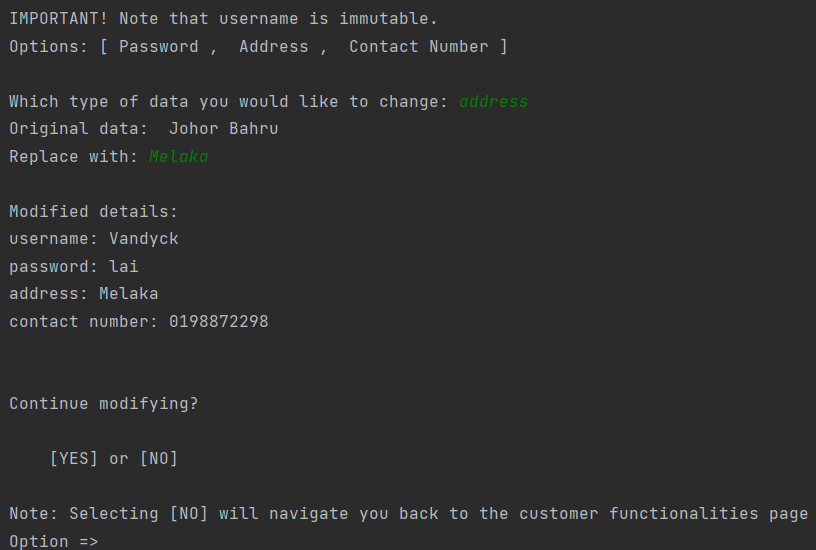 IMPORTANT! Note that username is immutable.
Options: [ Password ,  Address ,  Contact Number ]
Which type of data you would like to change: address
Original data:  Johor Bahru
Replace with: Melaka
Modified details:
username: Vandyck
password: lai
address: Melaka
contact number: 0198872298
Continue modifying?
[YES] or [NO]
Note: Selecting [NO] will navigate you back to the customer functionalities page
Option =>